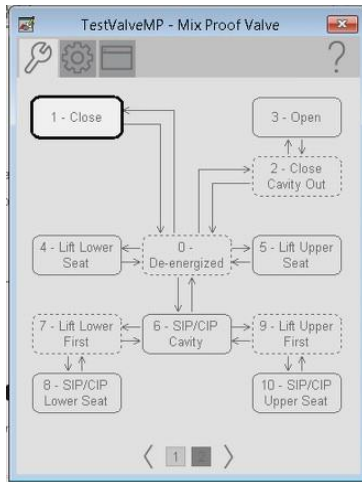 TestValveMP - Mix Proof Valve
?
1 - Close
3 - Open
2 - Close
Cavity Out
4 - Lift Lower
Seat
0 -
De-energized
5 - Lift Upper
Seat
7 - Lift Lower
First
6 - SIP/CIP
Cavity
9 - Lift Upper
First
8 - SIP/CIP
Lower Seat
10 - SIP/CIP
Upper Seat
1 2